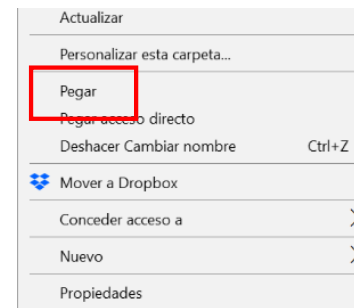 Actualizar
Personalizar esta carpeta...
Pegar
Pegar acceso directo
Deshacer Cambiar nombre Ctrl+Z
Mover a Dropbox
Conceder acceso a
Nuevo
Propiedades